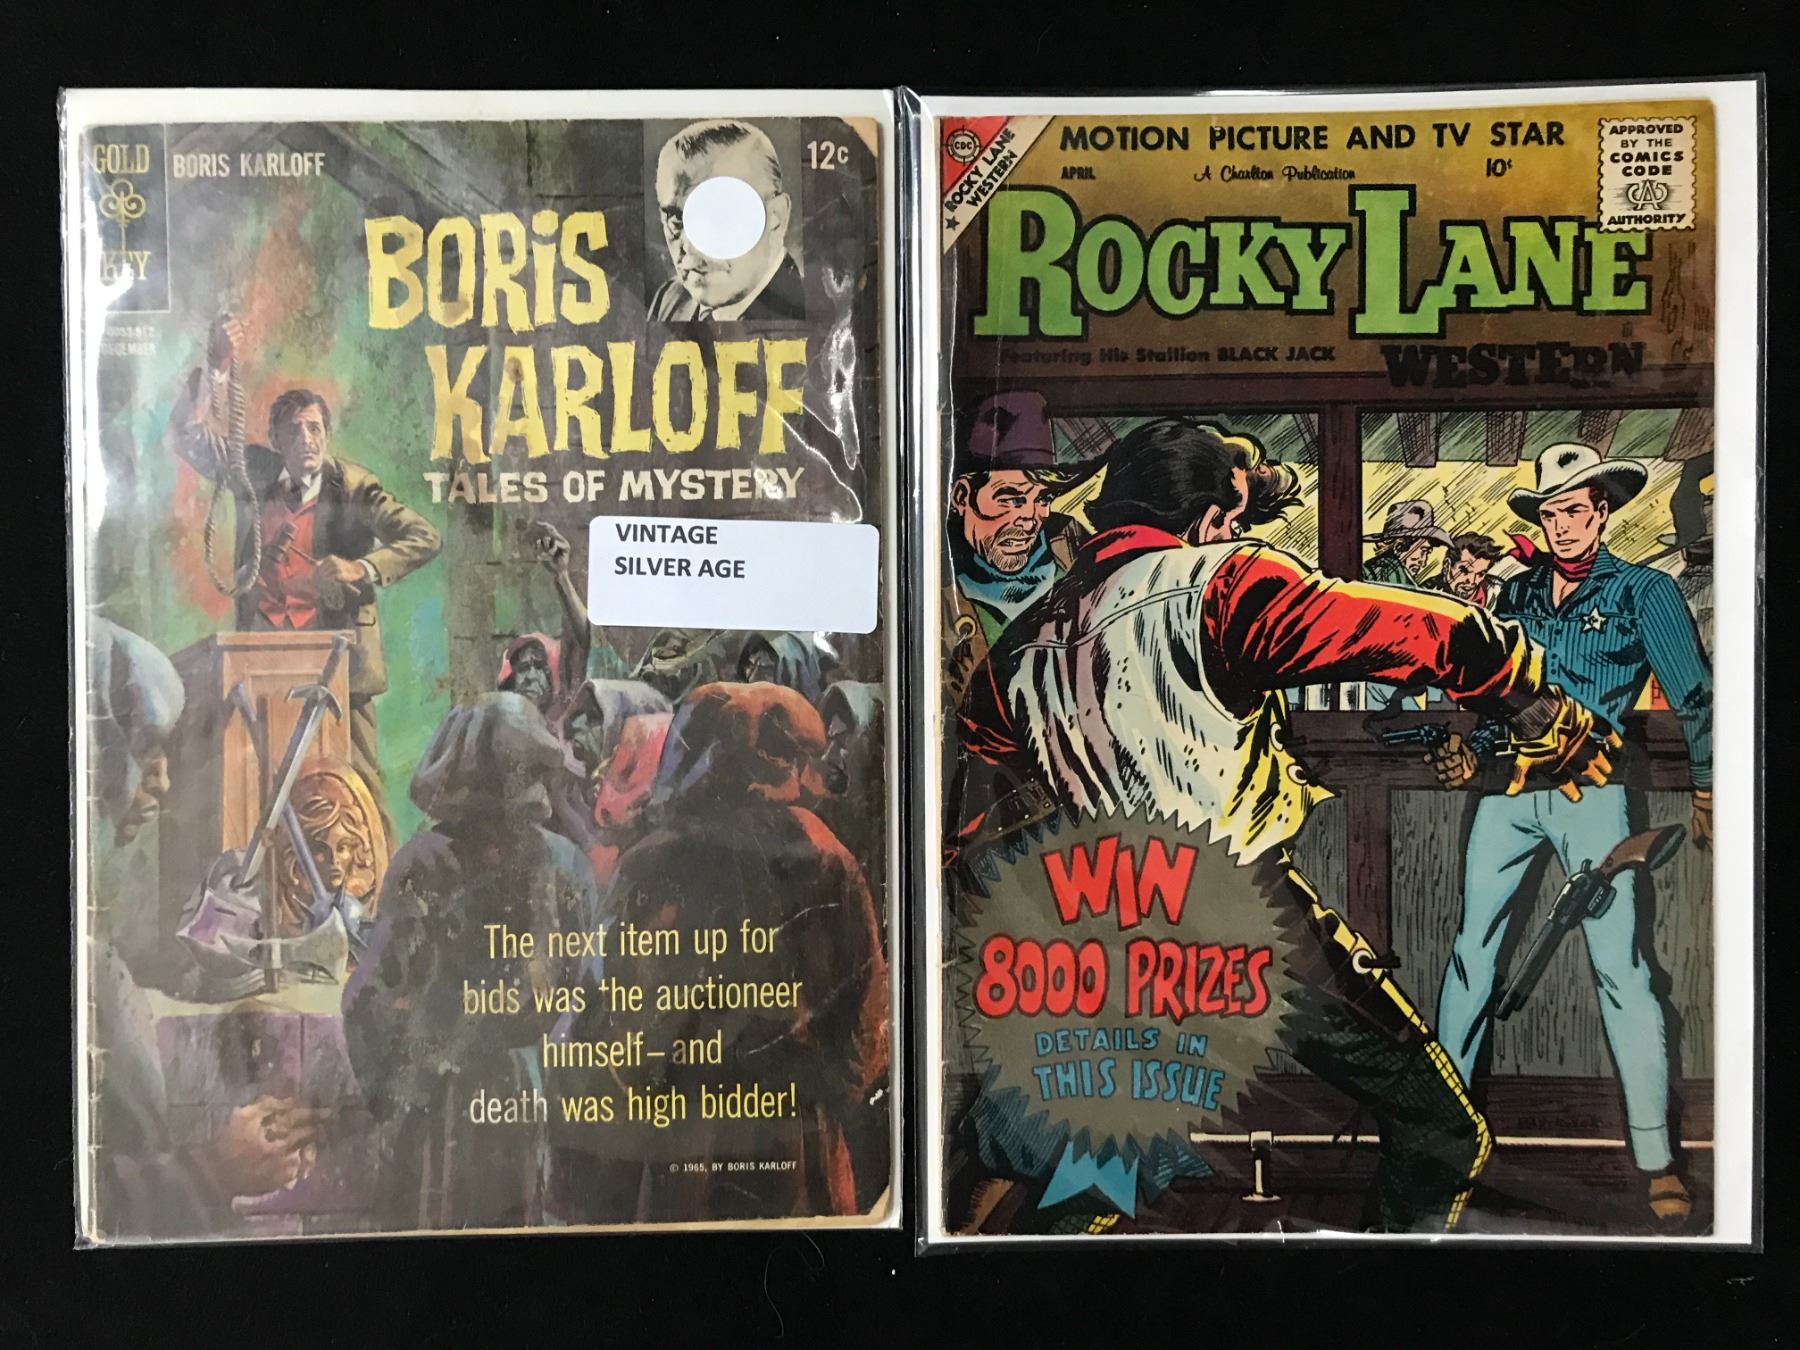 GOLD
KEY
BORIS KARLOFF
12¢
DECEMBER
BORIS
KARLOFF
TALES OF MYSTERY
VINTAGE
SILVER AGE
The next item up for
bids was the auctioneer
himself – and
death was high bidder!
© 1965, BY BORIS KARLOFF
CDC
ROCKY LANE
WESTERN
MOTION PICTURE AND TV STAR
APRIL
A Charlton Publication
10¢
APPROVED
BY THE
COMICS
CODE
CA
AUTHORITY
ROCKY LANE
Featuring His Stallion BLACK JACK
WESTERN
WIN
8000 PRIZES
DETAILS IN
THIS ISSUE